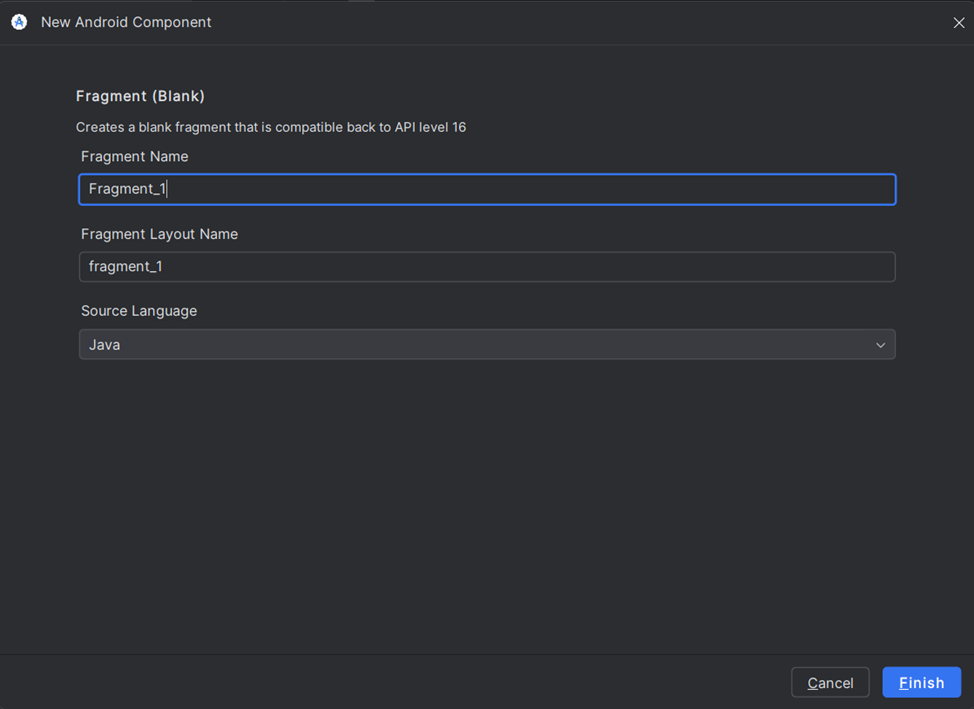 New Android Component
Fragment (Blank)
Creates a blank fragment that is compatible back to API level 16
Fragment Name
Fragment_1
Fragment Layout Name
fragment_1
Source Language
Java
Cancel
Finish